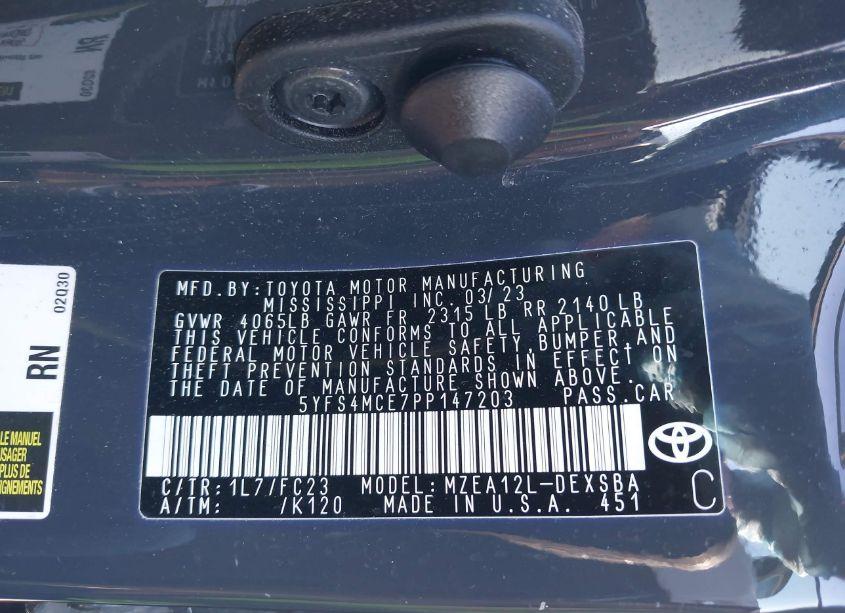 MFD.BY:TOYOTA MOTOR MANUFACTURING
MISSISSIPPI INC. 03/23
GVWR 4065LB GAWR FR 2315 LB RR 2140LB
THIS VEHICLE CONFORMS TO ALL APPLICABLE
FEDERAL MOTOR VEHICLE SAFETY, BUMPER, AND
THEFT PREVENTION STANDARDS IN EFFECT ON
THE DATE OF MANUFACTURE SHOWN ABOVE.
5YFS4MCE7PP147203 PASS.CAR
C/TR: 1L7/FC23 MODEL: MZEA12L-DEXSBA
A/TM: /K120 MADE IN U.S.A. 451
C
02030
RN
LE MANUEL
USAGER
PLUS DE